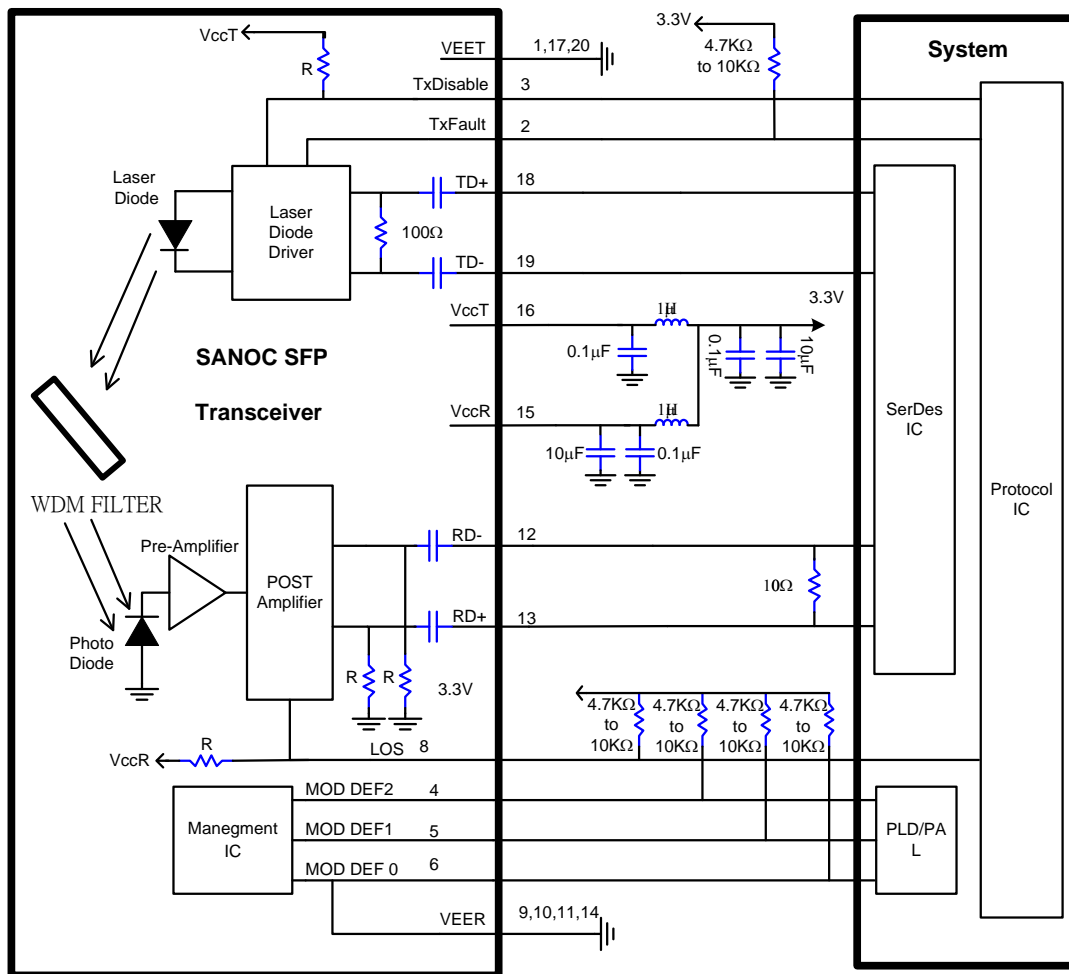 VccT
R
VEET
1,17,20
3.3V
4.7KΩ
to 10KΩ
System
TxDisable
3
TxFault
2
Laser
Diode
Laser
Diode
Driver
TD+
18
100Ω
TD-
19
VccT
16
1μH
3.3V
0.1μF
0.1μF
10μF
SANOC SFP
Transceiver
VccR
15
1μH
10μF
0.1μF
SerDes
IC
Protocol
IC
WDM FILTER
Pre-Amplifier
POST
Amplifier
RD-
12
10Ω
RD+
13
Photo
Diode
R
R
3.3V
4.7KΩ
to
10KΩ
4.7KΩ
to
10KΩ
4.7KΩ
to
10KΩ
4.7KΩ
to
10KΩ
VccR
R
LOS
8
Manegment
IC
MOD DEF2
4
MOD DEF1
5
MOD DEF 0
6
PLD/PA
L
VEER
9,10,11,14